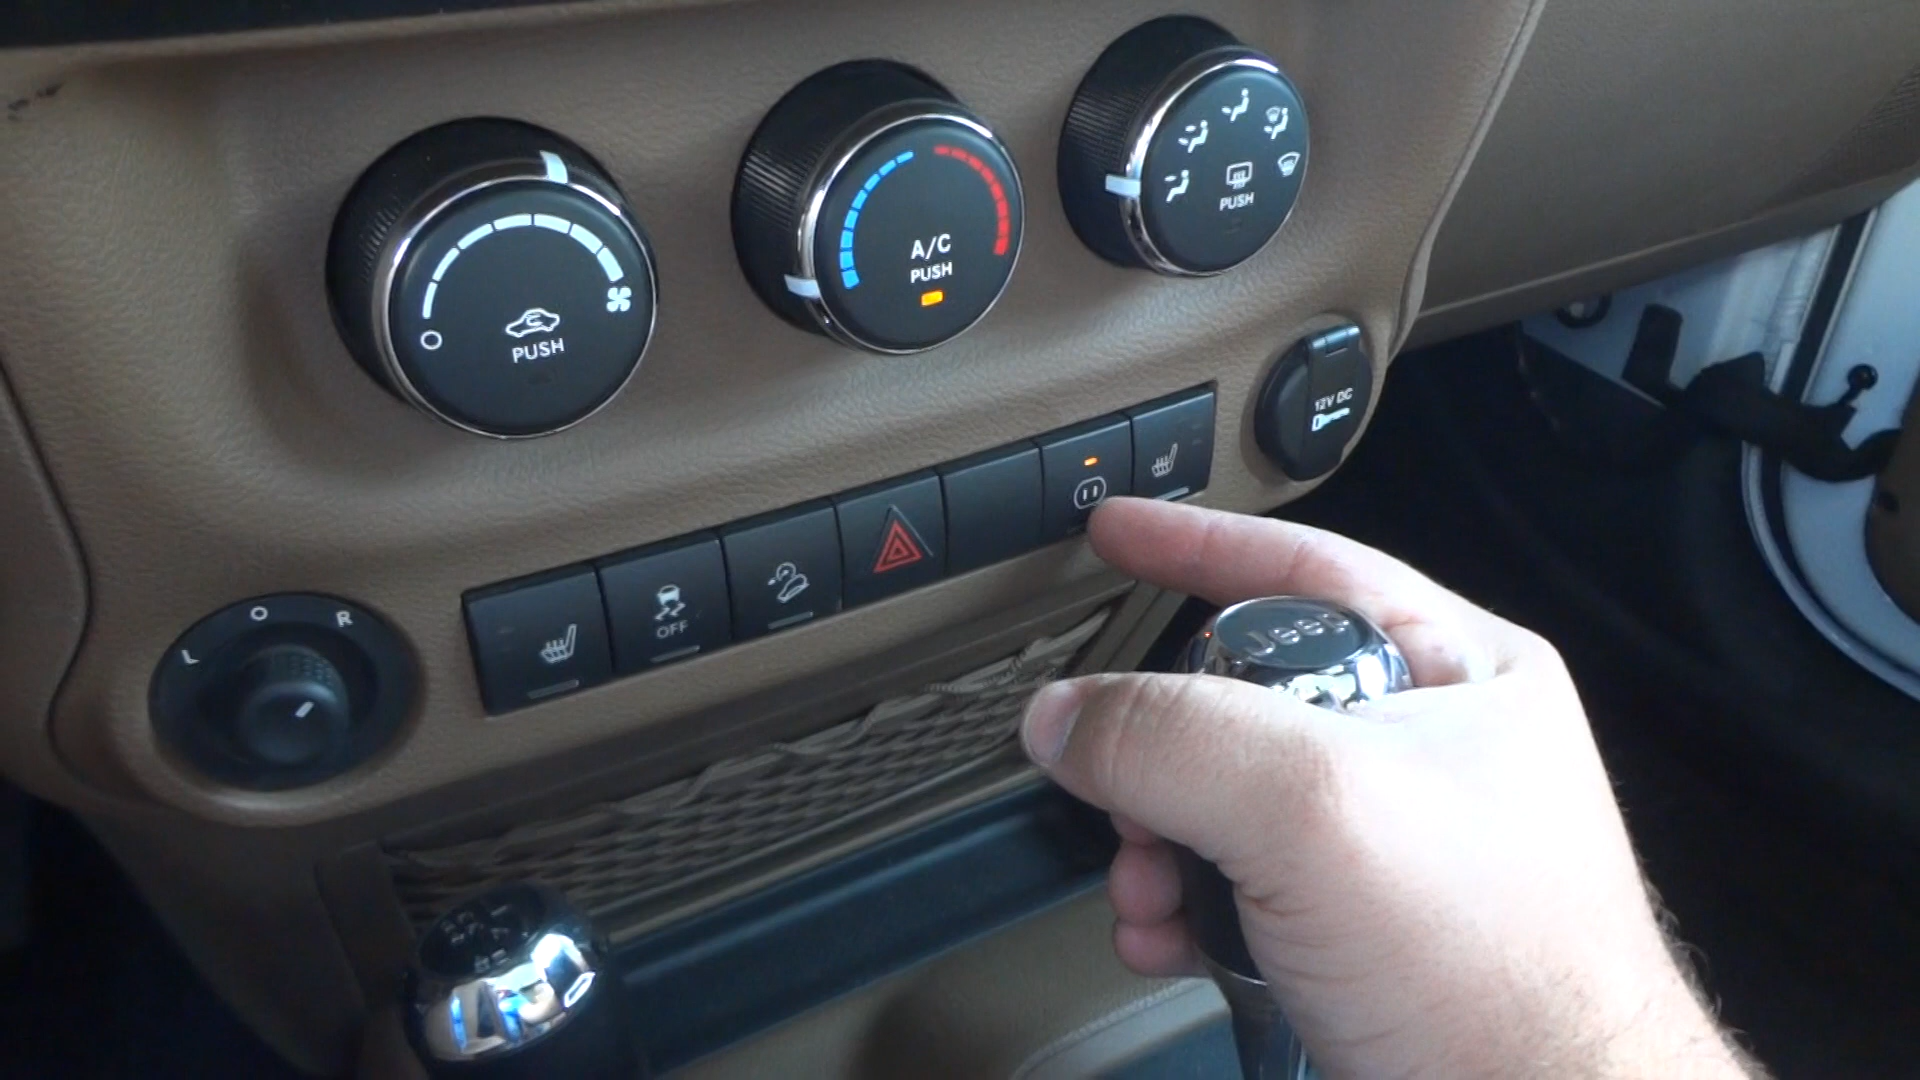 PUSH
A/C
PUSH
PUSH
12V DC
OFF
L O R
Jeep